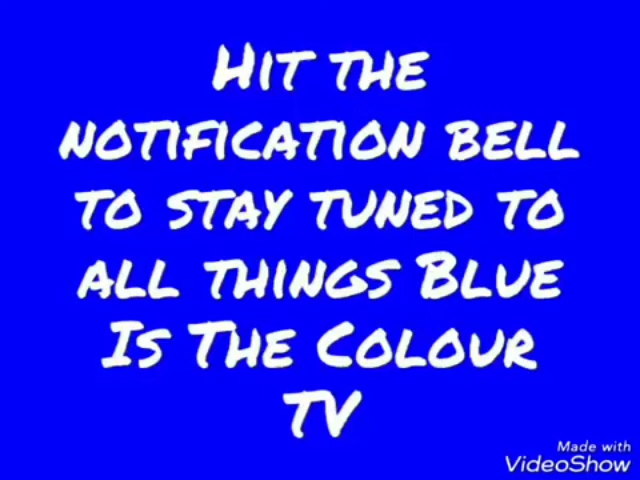 Hit the
notification bell
to stay tuned to
all things Blue
Is The Colour
TV
Made with
VideoShow